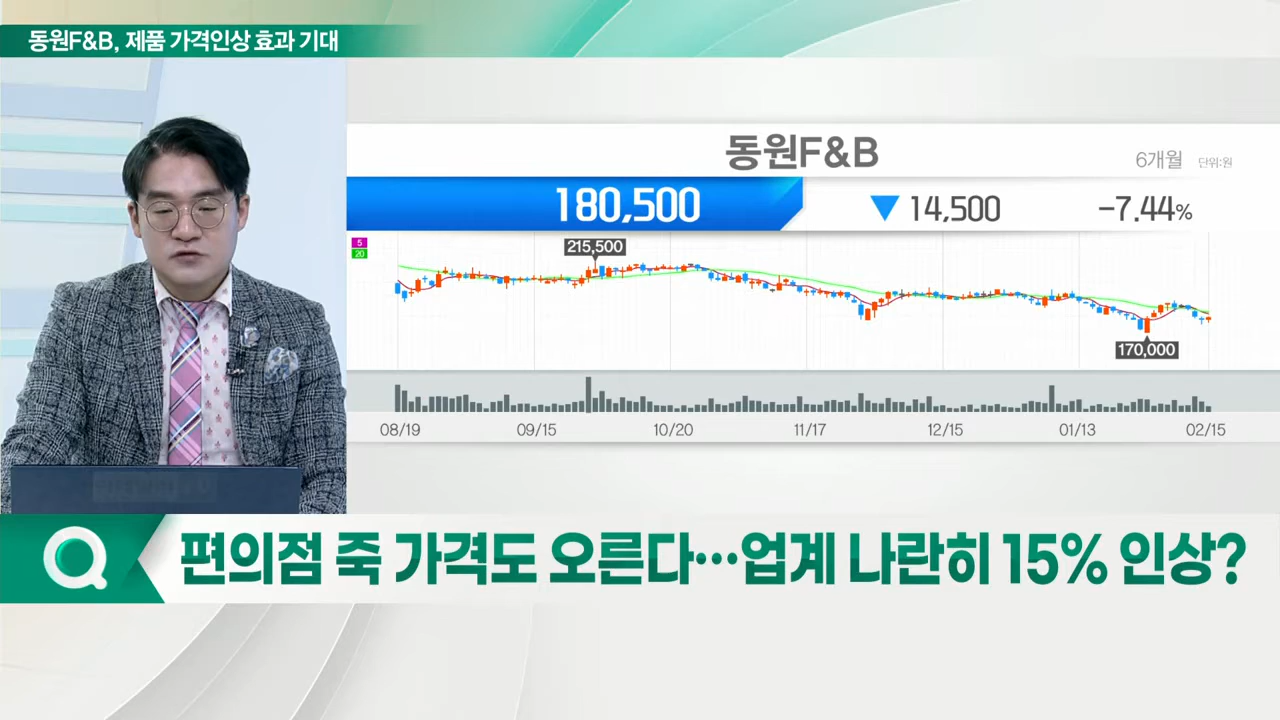 동원F&B, 제품 가격인상 효과 기대
동원F&B
6개월 단위:원
180,500 ▼ 14,500 -7.44%
5
20
215,500
170,000
08/19 09/15 10/20 11/17 12/15 01/13 02/15
Q 편의점 죽 가격도 오른다…업계 나란히 15% 인상?